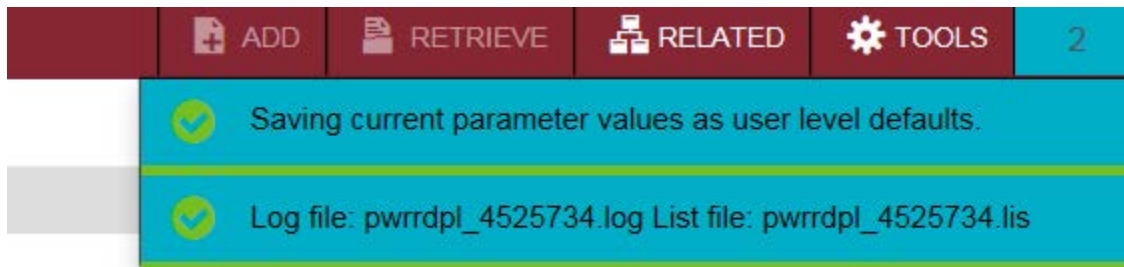 ADD RETRIEVE RELATED TOOLS 2
Saving current parameter values as user level defaults.
Log file: pwrrdpl_4525734.log List file: pwrrdpl_4525734.lis